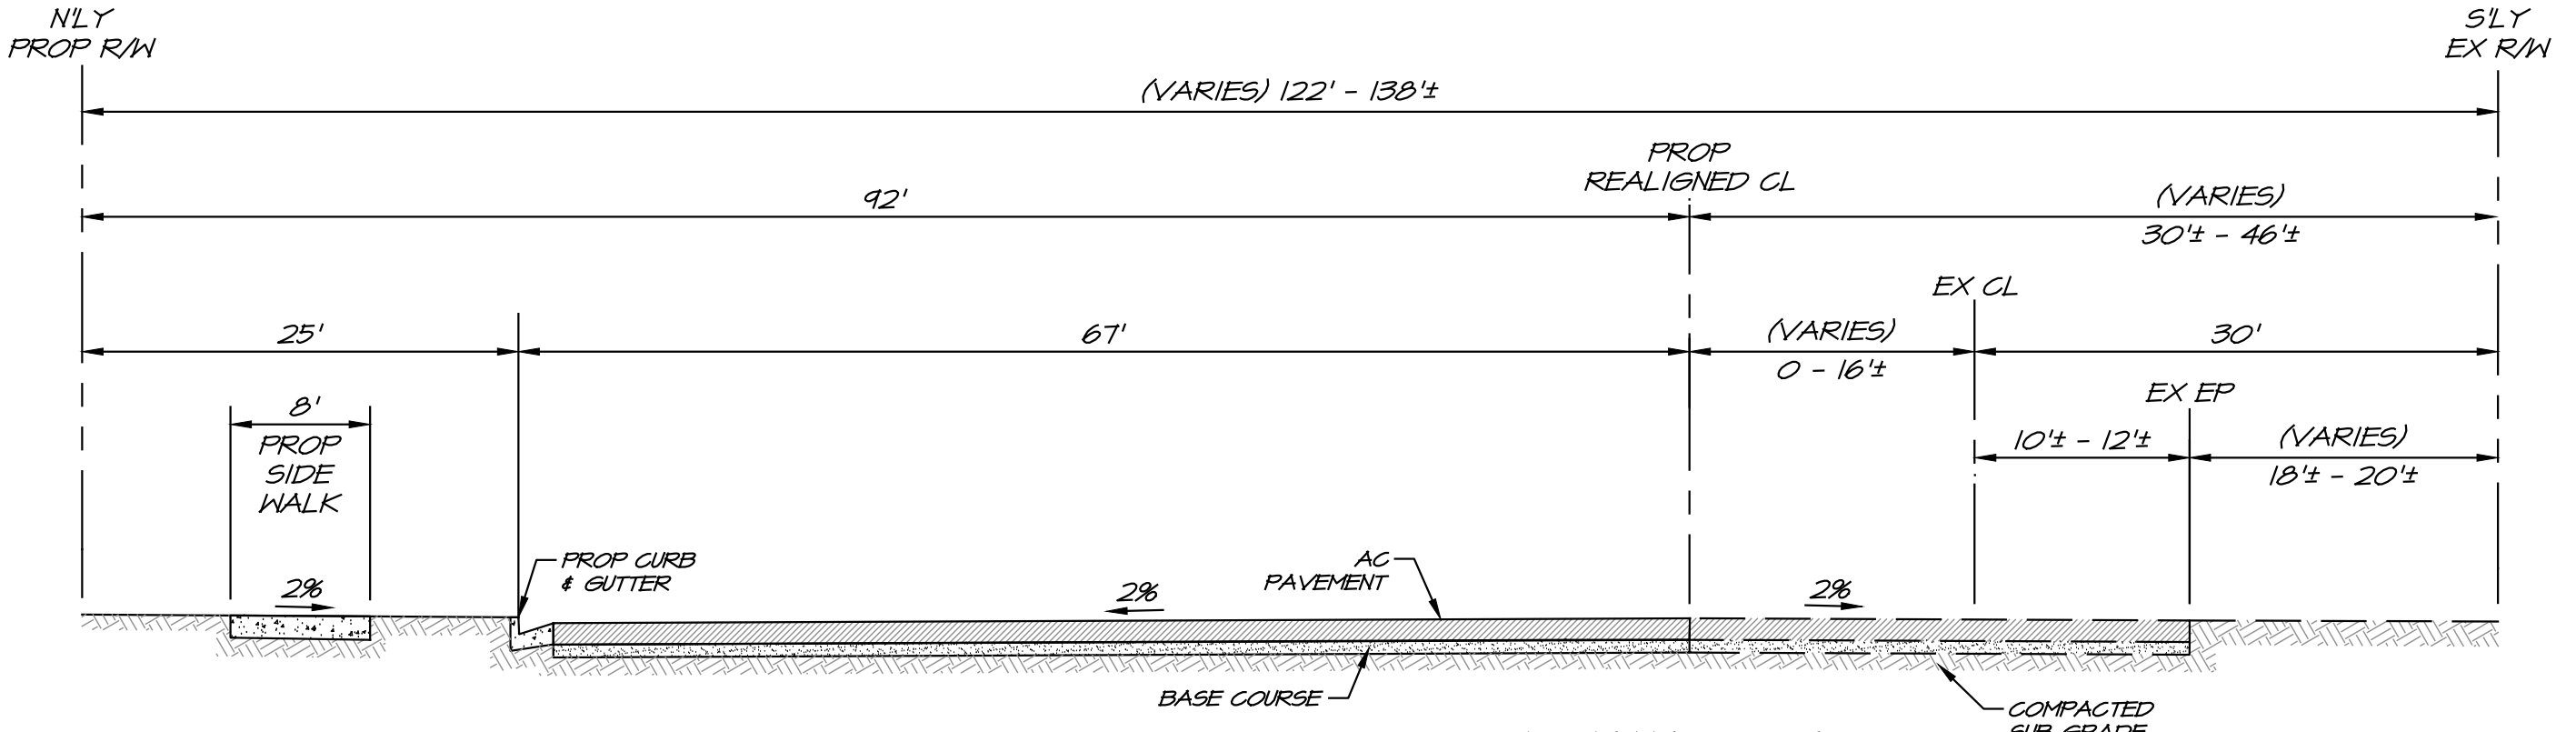 N'LY
PROP R/W
S'LY
EX R/W
(VARIES) 122' - 138'±
PROP
REALIGNED CL
92'
(VARIES)
30'± - 46'±
EX CL
25'
67'
(VARIES)
0 - 16'±
30'
EX EP
8'
PROP
SIDE
WALK
10'± - 12'±
(VARIES)
18'± - 20'±
PROP CURB
& GUTTER
AC
PAVEMENT
2%
2%
2%
BASE COURSE
COMPACTED
SUB GRADE